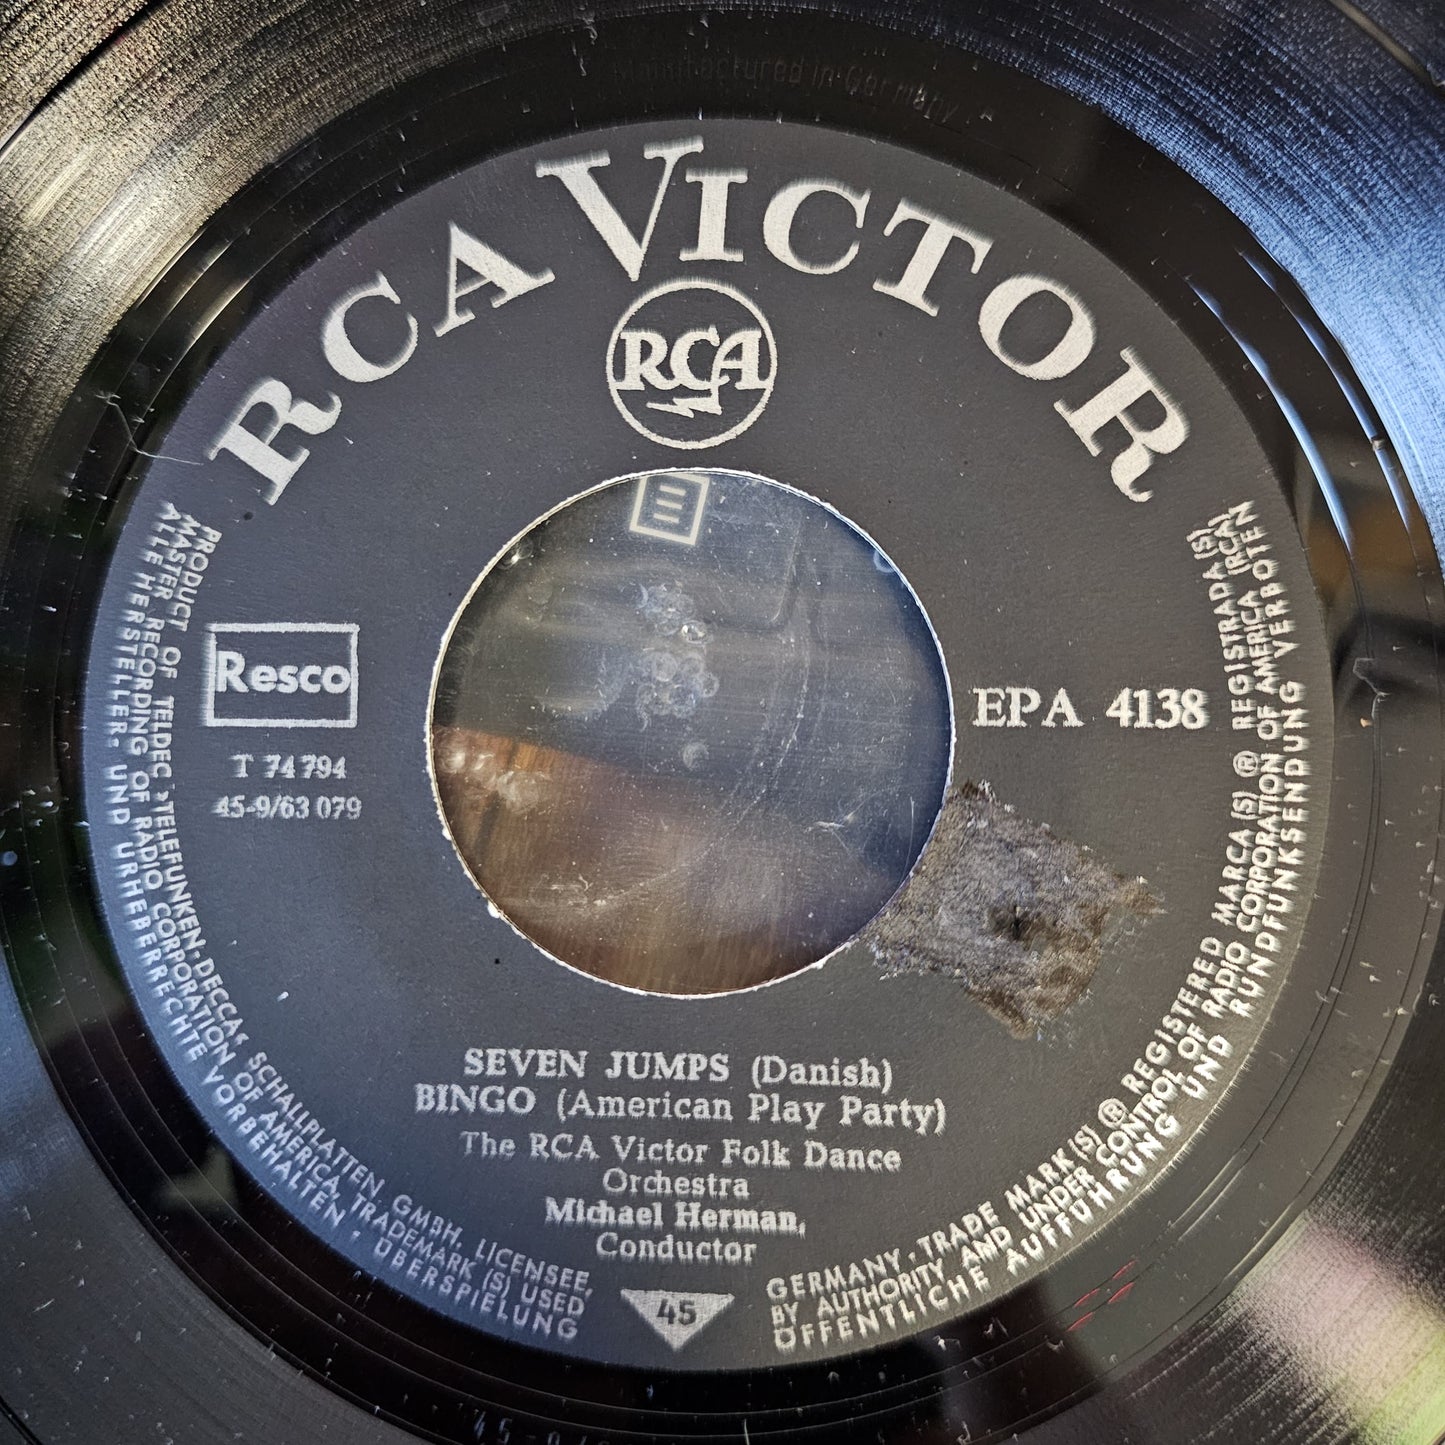 Manufactured in Germany
RCA VICTOR
RCA
Resco
T 74 794
45-9/63 079
EPA 4138
SEVEN JUMPS (Danish)
BINGO (American Play Party)
The RCA Victor Folk Dance
Orchestra
Michael Herman,
Conductor
45
PRODUCT OF TELDEC »TELEFUNKEN-DECCA« SCHALLPLATTEN GMBH, LICENSEE, GERMANY, TRADE MARK (S) ® REGISTERED MARCA (S) ® REGISTRADA (S)
MASTER RECORDING OF RADIO CORPORATION OF AMERICA, TRADEMARK (S) USED BY AUTHORITY AND UNDER CONTROL OF RADIO CORPORATION OF AMERICA (RCA)
ALLE HERSTELLER- UND URHEBERRECHTE VORBEHALTEN · ÜBERSPIELUNG ÖFFENTLICHE AUFFÜHRUNG UND RUNDFUNKSENDUNG VERBOTEN